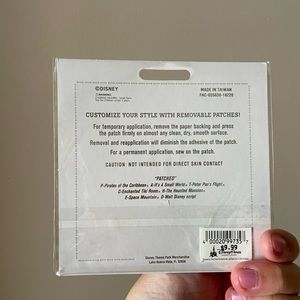 ©DISNEY
MADE IN TAIWAN
WARNING:
FAC-055630-18228
CUSTOMIZE YOUR STYLE WITH REMOVABLE PATCHES!
For temporary application, remove the paper backing and press
the patch firmly on almost any clean, dry, smooth surface.
Removal and reapplication will diminish the adhesive of the patch.
For a permanent application, sew on the patch.
CAUTION: NOT INTENDED FOR DIRECT SKIN CONTACT
"PATCHED"
P-Pirates of the Caribbean A-It's A Small World T-Peter Pan's Flight
C-Enchanted Tiki Room H-The Haunted Mansion
E-Space Mountain D-Walt Disney script
Disney Theme Park Merchandise
Lake Buena Vista, FL 32830
400020997357
$9.99